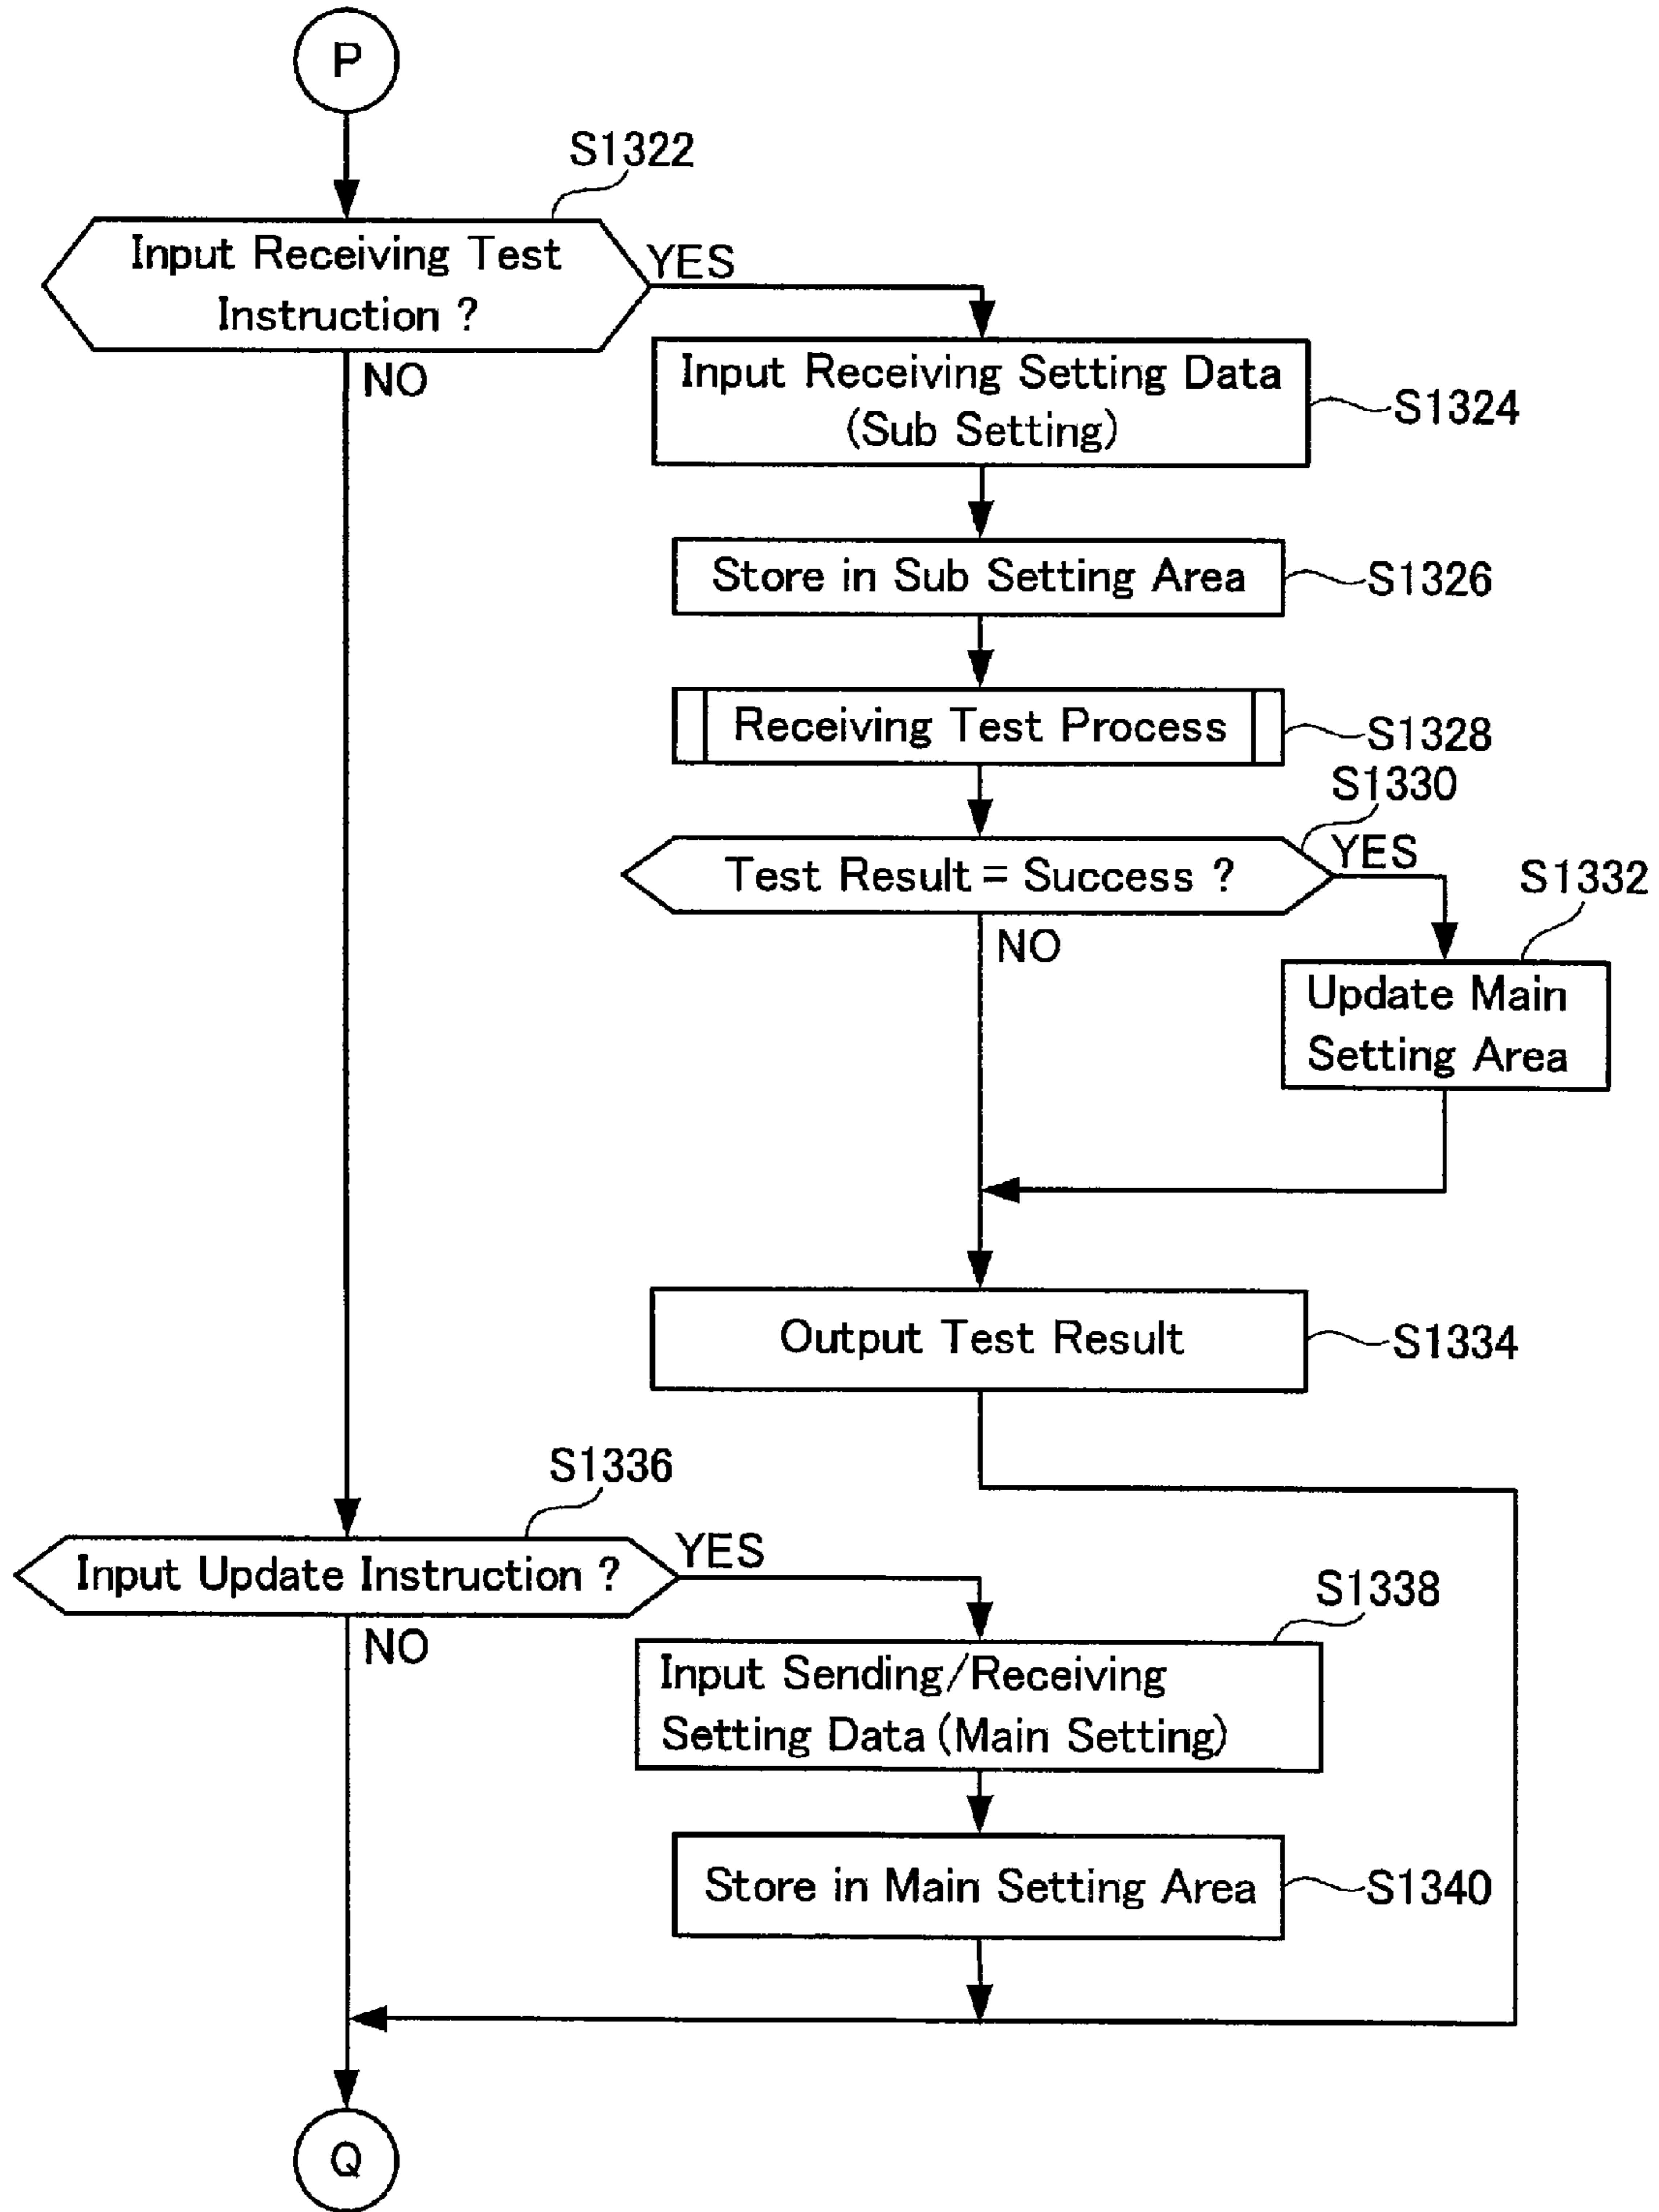 P
S1322
Input Receiving Test
Instruction ?
YES
NO
Input Receiving Setting Data
(Sub Setting)
S1324
Store in Sub Setting Area
S1326
Receiving Test Process
S1328
S1330
Test Result = Success ?
YES
NO
S1332
Update Main
Setting Area
Output Test Result
S1334
S1336
Input Update Instruction ?
YES
NO
S1338
Input Sending/Receiving
Setting Data (Main Setting)
Store in Main Setting Area
S1340
Q